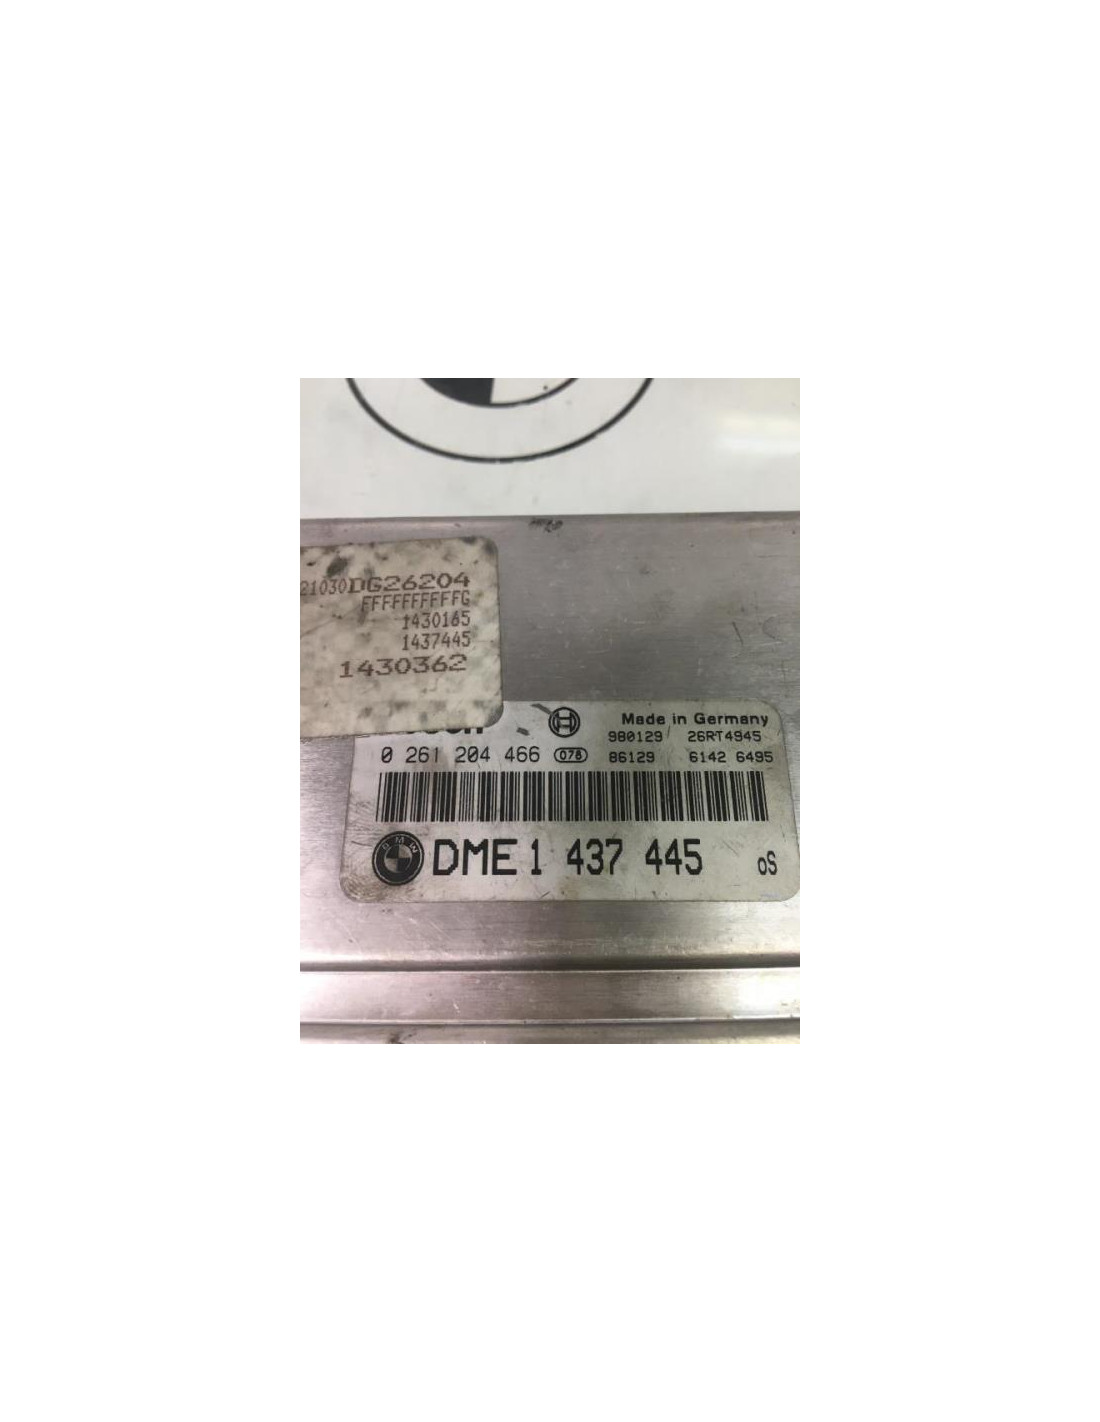 21030DG26204
FFFFFFFFFFG
1430165
1437445
1430362
Made in Germany
980129 26RT4945
0 261 204 466 078 86129 6142 6495
BMW
DME 1 437 445 oS